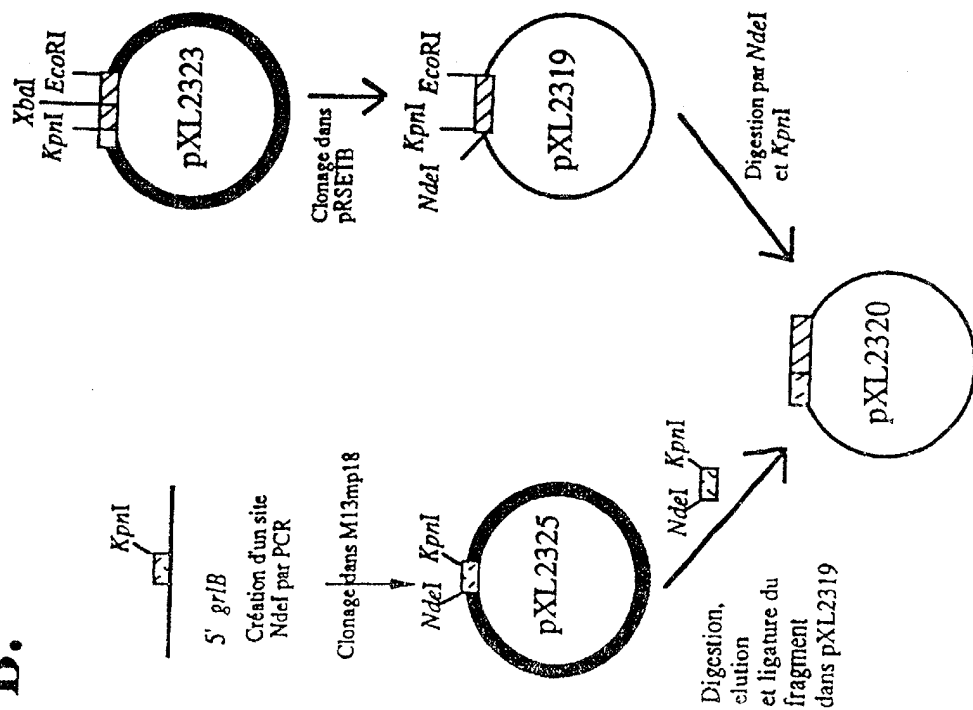 5' grlB
KpnI
Création d'un site
NdeI par PCR
Clonage dans M13mp18
NdeI KpnI
pXL2325
Digestion,
elution
et ligature du
fragment
dans pXL2319
NdeI KpnI
XbaI
KpnI EcoRI
pXL2323
Clonage dans
pRSETB
NdeI KpnI EcoRI
pXL2319
Digestion par NdeI
et KpnI
pXL2320